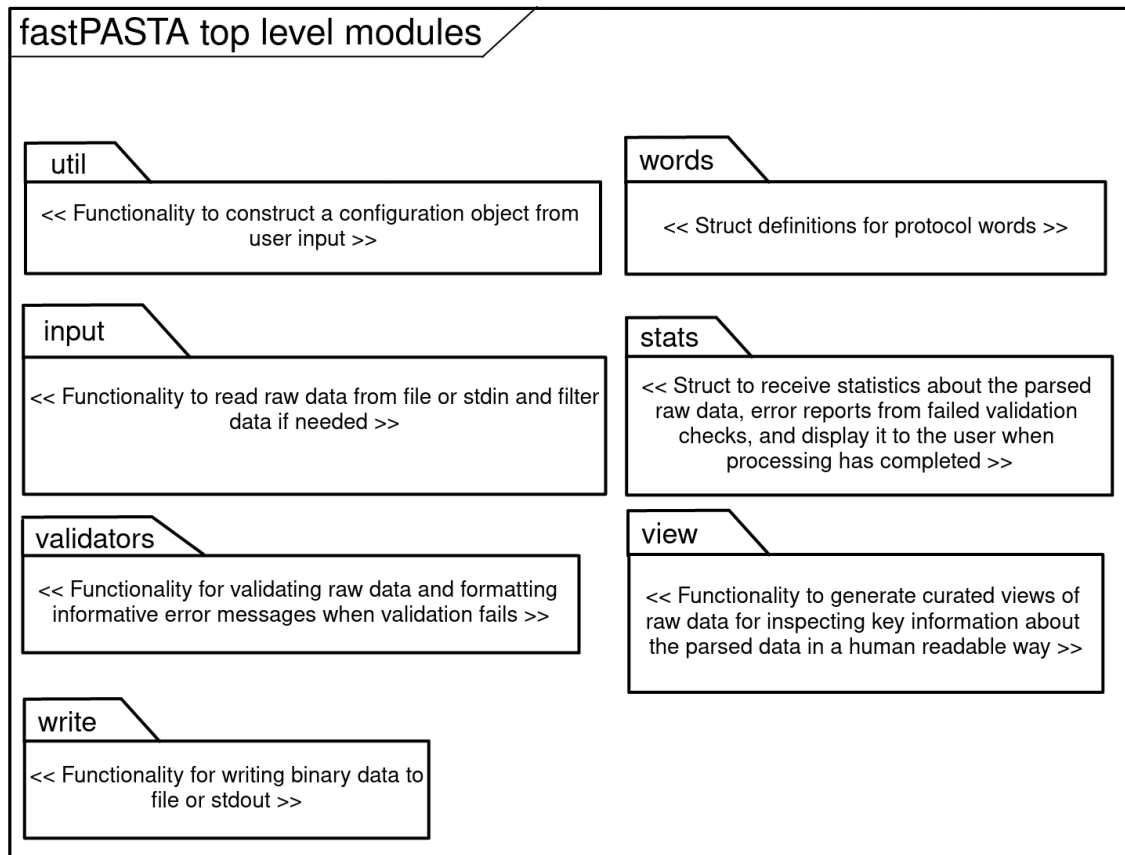 fastPASTA top level modules
util
<< Functionality to construct a configuration object from
user input >>
words
<< Struct definitions for protocol words >>
input
<< Functionality to read raw data from file or stdin and filter
data if needed >>
stats
<< Struct to receive statistics about the parsed
raw data, error reports from failed validation
checks, and display it to the user when
processing has completed >>
validators
<< Functionality for validating raw data and formatting
informative error messages when validation fails >>
view
<< Functionality to generate curated views of
raw data for inspecting key information about
the parsed data in a human readable way >>
write
<< Functionality for writing binary data to
file or stdout >>